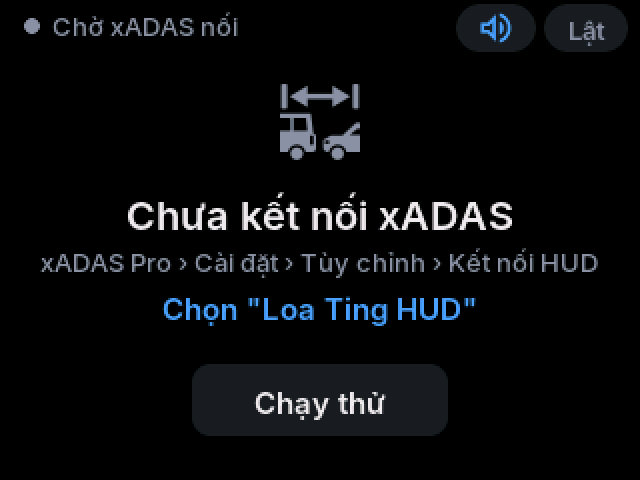 Chờ xADAS nối
Lật
Chưa kết nối xADAS
xADAS Pro › Cài đặt › Tùy chỉnh › Kết nối HUD
Chọn "Loa Ting HUD"
Chạy thử